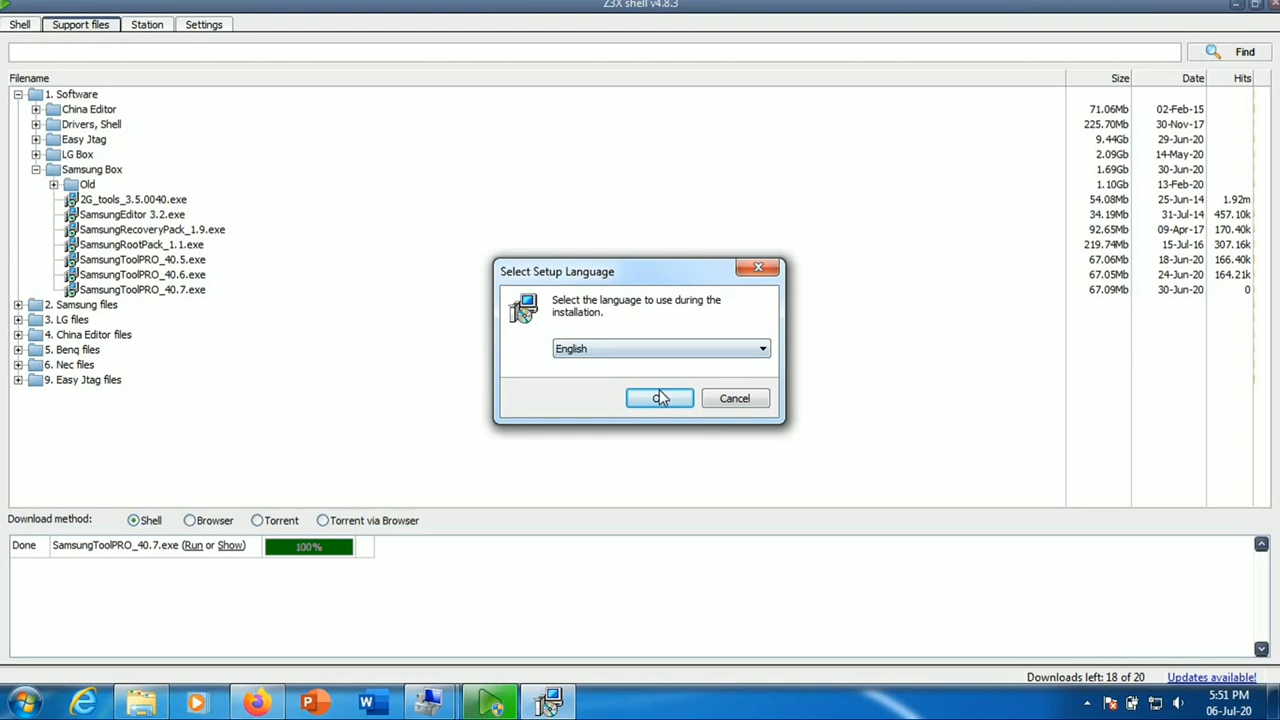 Z3X shell v4.8.3
Shell Support files Station Settings
Find
Filename Size Date Hits
1. Software
China Editor 71.06Mb 02-Feb-15
Drivers, Shell 225.70Mb 30-Nov-17
Easy Jtag 9.44Gb 29-Jun-20
LG Box 2.09Gb 14-May-20
Samsung Box 1.69Gb 30-Jun-20
Old 1.10Gb 13-Feb-20
2G_tools_3.5.0040.exe 54.08Mb 25-Jun-14 1.92m
SamsungEditor 3.2.exe 34.19Mb 31-Jul-14 457.10k
SamsungRecoveryPack_1.9.exe 92.65Mb 09-Apr-17 170.40k
SamsungRootPack_1.1.exe 219.74Mb 15-Jul-16 307.16k
SamsungToolPRO_40.5.exe 67.06Mb 18-Jun-20 166.40k
SamsungToolPRO_40.6.exe 67.05Mb 24-Jun-20 164.21k
SamsungToolPRO_40.7.exe 67.09Mb 30-Jun-20 0
2. Samsung files
3. LG files
4. China Editor files
5. Benq files
6. Nec files
9. Easy Jtag files
Select Setup Language
Select the language to use during the
installation.
English
Cancel
Download method: Shell Browser Torrent Torrent via Browser
Done SamsungToolPRO_40.7.exe (Run or Show) 100%
Downloads left: 18 of 20 Updates available!
5:51 PM
06-Jul-20